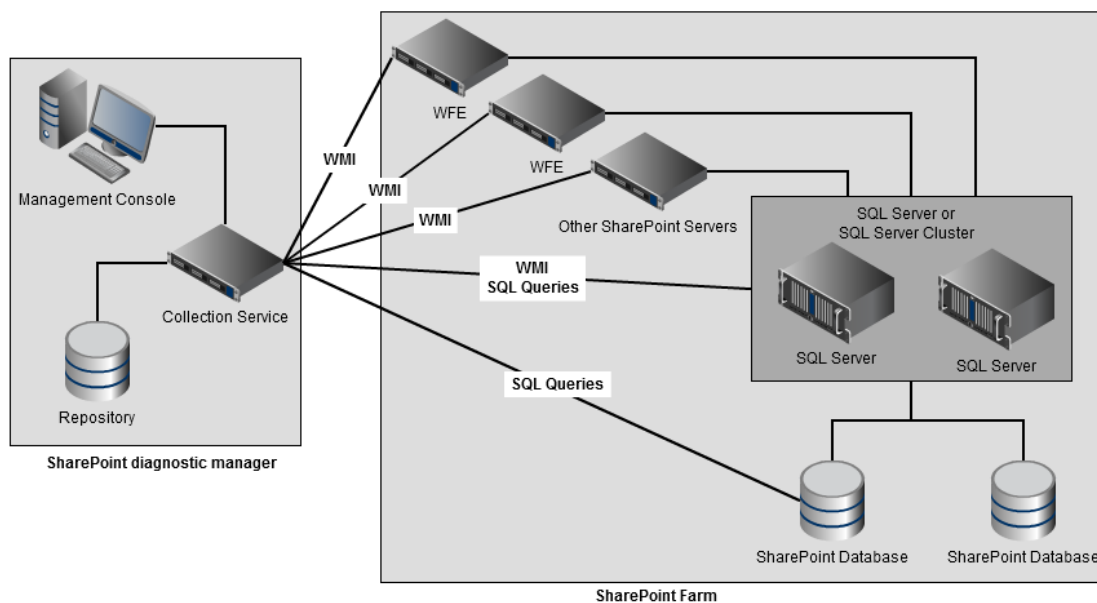 WFE
WFE
Other SharePoint Servers
WMI
WMI
WMI
Management Console
Collection Service
Repository
SharePoint diagnostic manager
WMI
SQL Queries
SQL Queries
SQL Server or
SQL Server Cluster
SQL Server
SQL Server
SharePoint Database
SharePoint Database
SharePoint Farm